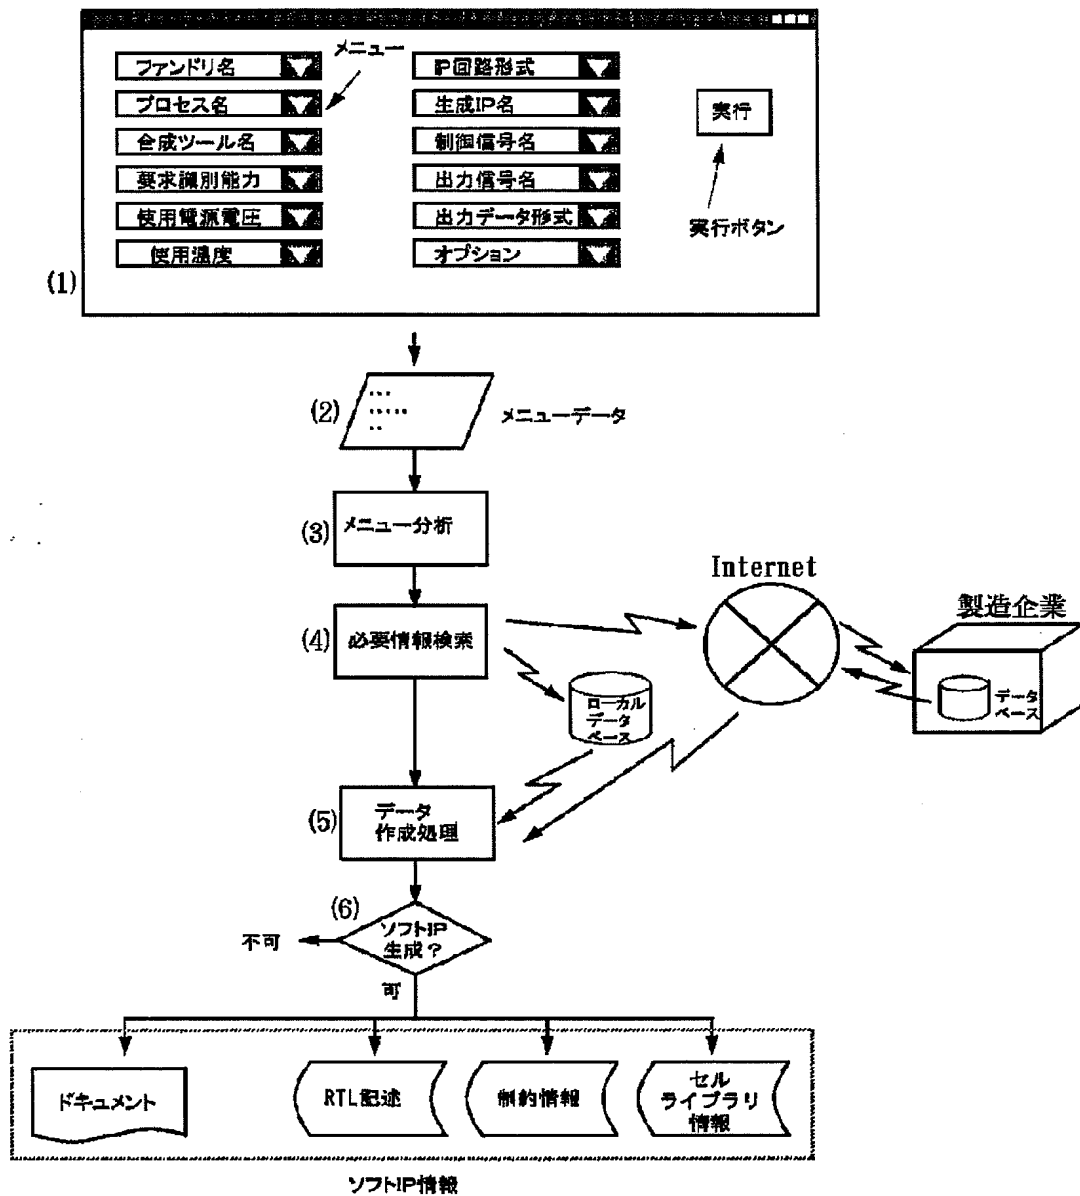 メニュー
ファンドリ名
IP回路形式
プロセス名
生成IP名
実行
合成ツール名
制御信号名
要求識別能力
出力信号名
使用電源電圧
出力データ形式
実行ボタン
使用温度
オプション
(1)
(2)
メニューデータ
(3)
メニュー分析
Internet
製造企業
(4)
必要情報検索
データ
ベース
ローカル
データ
ベース
(5)
データ
作成処理
(6)
ソフトIP
生成?
不可
可
ドキュメント
RTL記述
制約情報
セル
ライブラリ
情報
ソフトIP情報